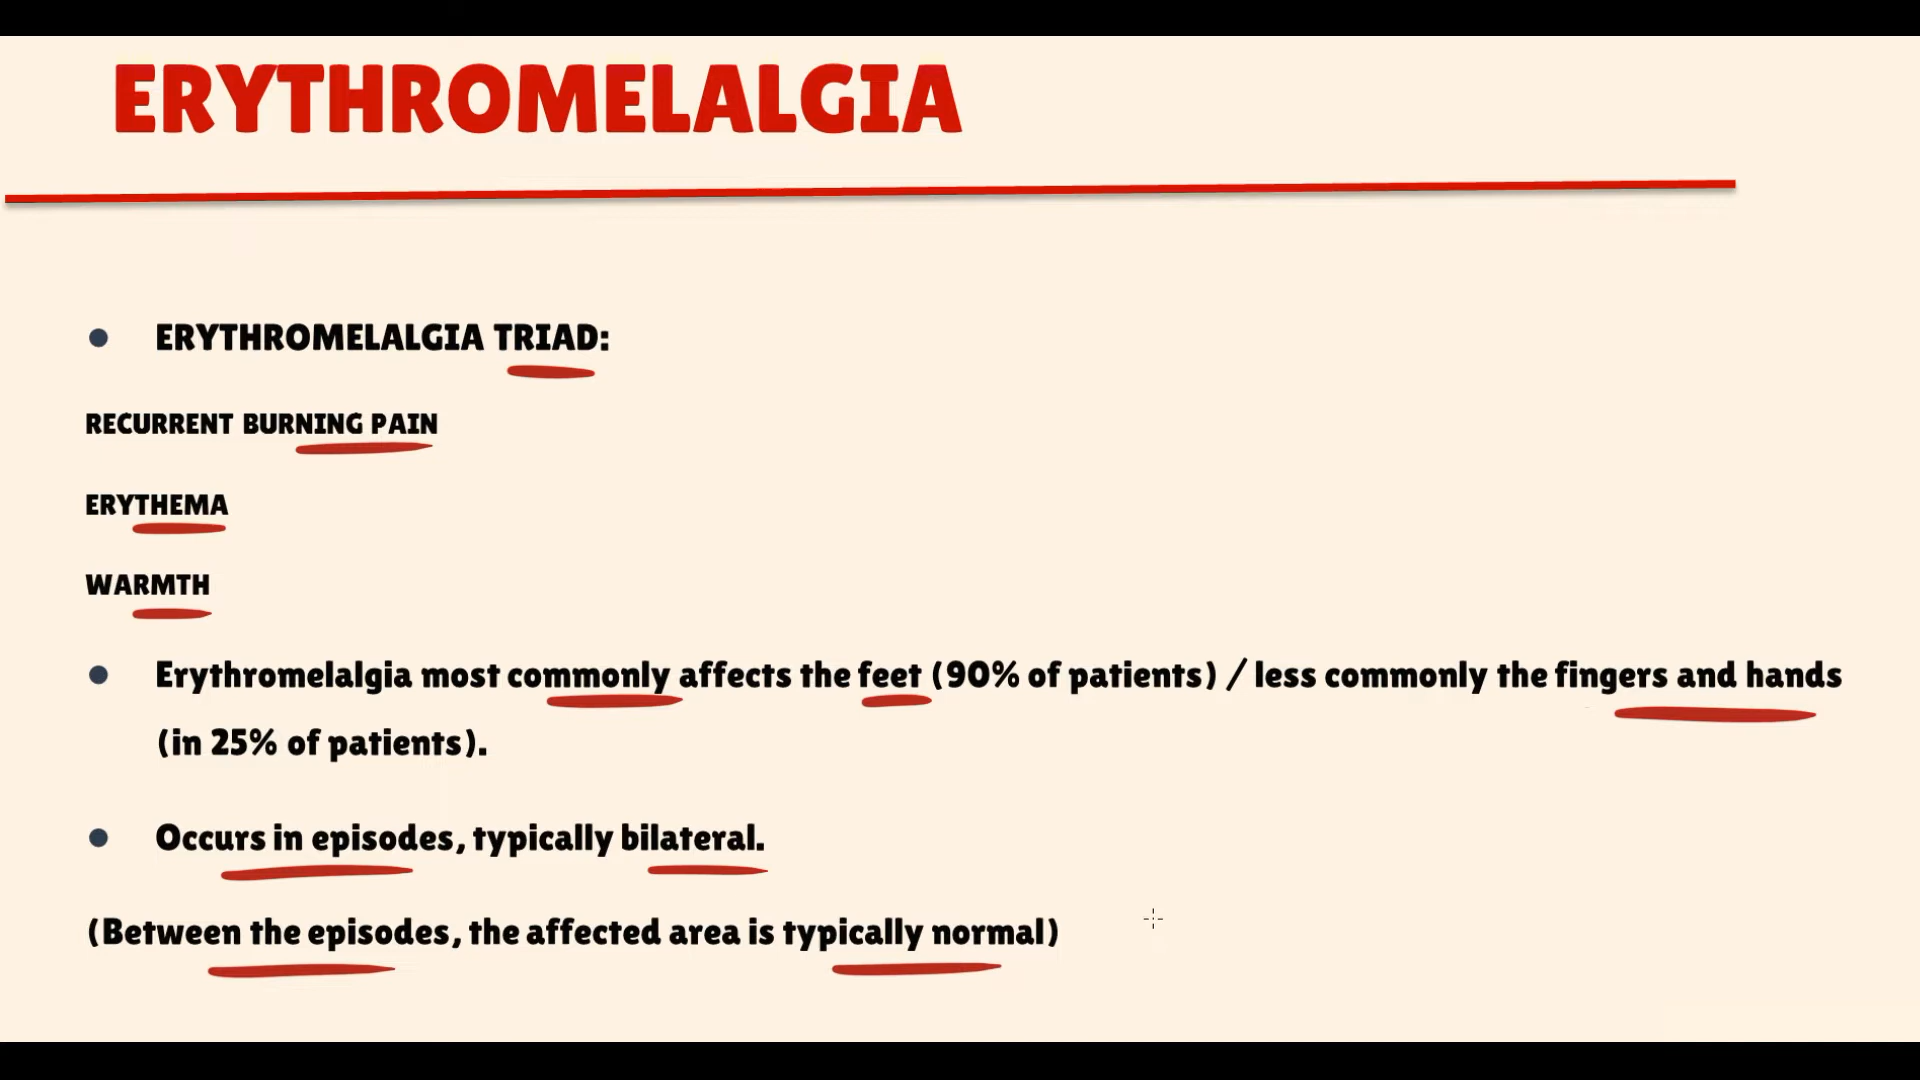 ERYTHROMELALGIA
ERYTHROMELALGIA TRIAD:
RECURRENT BURNING PAIN
ERYTHEMA
WARMTH
Erythromelalgia most commonly affects the feet (90% of patients) / less commonly the fingers and hands
(in 25% of patients).
Occurs in episodes, typically bilateral.
(Between the episodes, the affected area is typically normal)